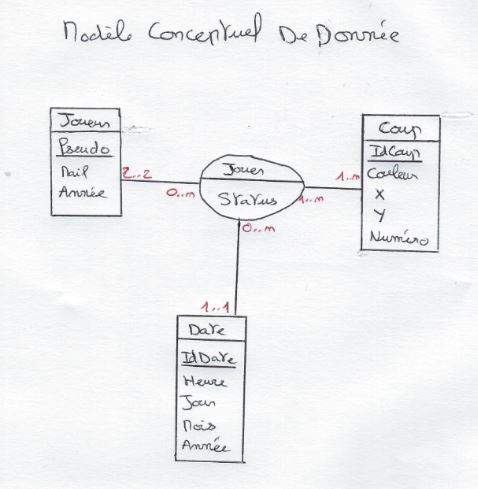 Modèle Conceptuel De Donnée
Joueur
Pseudo
Mail
Année
2..2
0..n
Jouer
Status
1..n
1..n
0..n
Coup
IdCoup
Couleur
X
Y
Numéro
1..1
Date
IdDate
Heure
Jour
Mois
Année